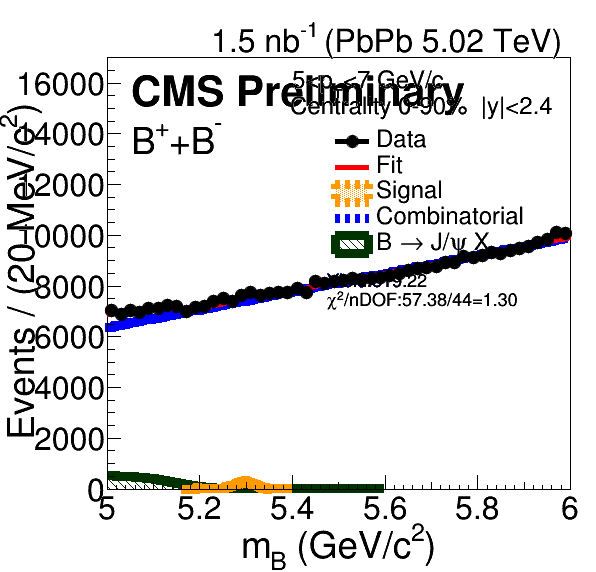 1.5 nb⁻¹ (PbPb 5.02 TeV)
CMS Preliminary
5<p <7 GeV/c
Centrality 0-90% |y|<2.4
B⁺+B⁻
Data
Fit
Signal
Combinatorial
B → J/ψ X
χ²/nDOF:57.38/44=1.30
Events / (20 MeV/c²)
16000
14000
12000
10000
8000
6000
4000
2000
0
5 5.2 5.4 5.6 5.8 6
m_B (GeV/c²)